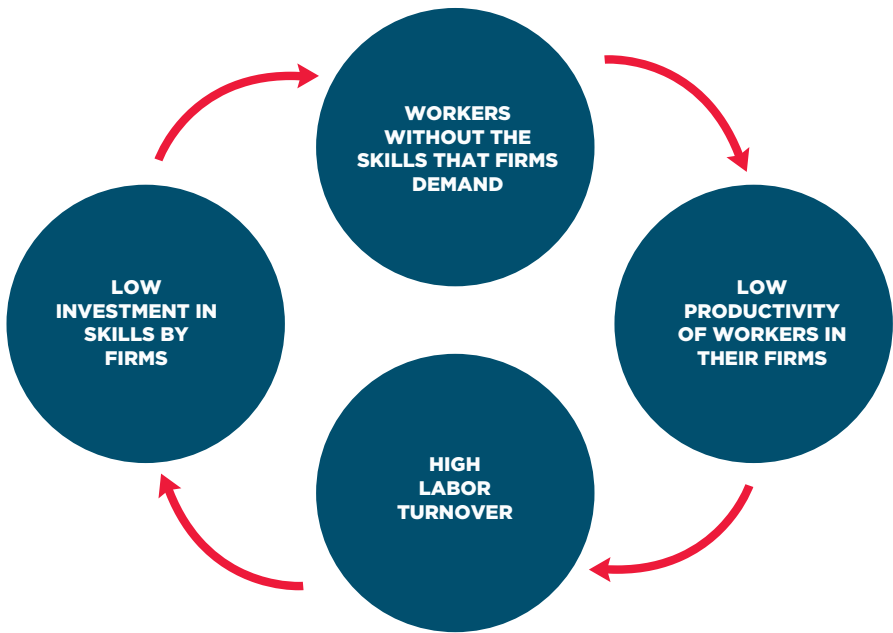 WORKERS
WITHOUT THE
SKILLS THAT FIRMS
DEMAND
LOW
INVESTMENT IN
SKILLS BY
FIRMS
LOW
PRODUCTIVITY
OF WORKERS IN
THEIR FIRMS
HIGH
LABOR
TURNOVER